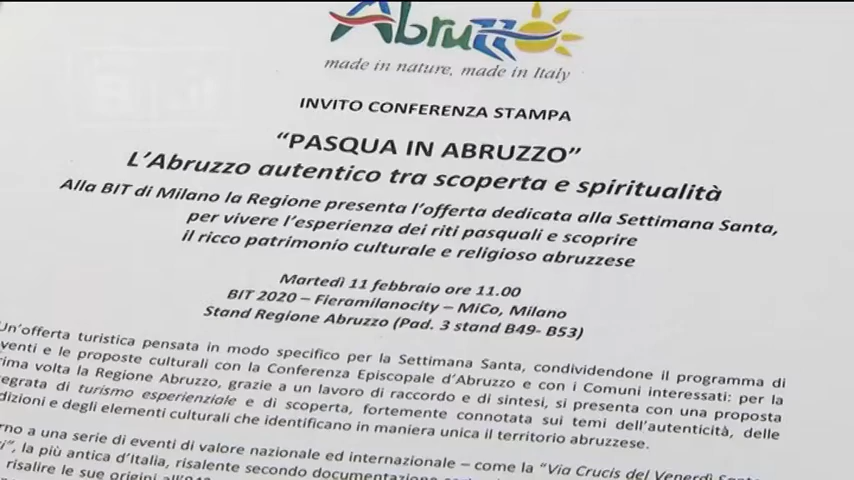 Abruzzo
made in nature, made in Italy
INVITO CONFERENZA STAMPA
“PASQUA IN ABRUZZO”
L’Abruzzo autentico tra scoperta e spiritualità
Alla BIT di Milano la Regione presenta l’offerta dedicata alla Settimana Santa,
per vivere l’esperienza dei riti pasquali e scoprire
il ricco patrimonio culturale e religioso abruzzese
Martedì 11 febbraio ore 11.00
BIT 2020 – Fieramilanocity – MiCo, Milano
Stand Regione Abruzzo (Pad. 3 stand B49- B53)
Un’offerta turistica pensata in modo specifico per la Settimana Santa, condividendone il programma di
venti e le proposte culturali con la Conferenza Episcopale d’Abruzzo e con i Comuni interessati: per la
rima volta la Regione Abruzzo, grazie a un lavoro di raccordo e di sintesi, si presenta con una proposta
tegrata di turismo esperienziale e di scoperta, fortemente connotata sui temi dell’autenticità, delle
dizioni e degli elementi culturali che identificano in maniera unica il territorio abruzzese.
rno a una serie di eventi di valore nazionale ed internazionale – come la “Via Crucis del Venerdì Santo
”, la più antica d’Italia, risalente secondo
risalire le sue origini